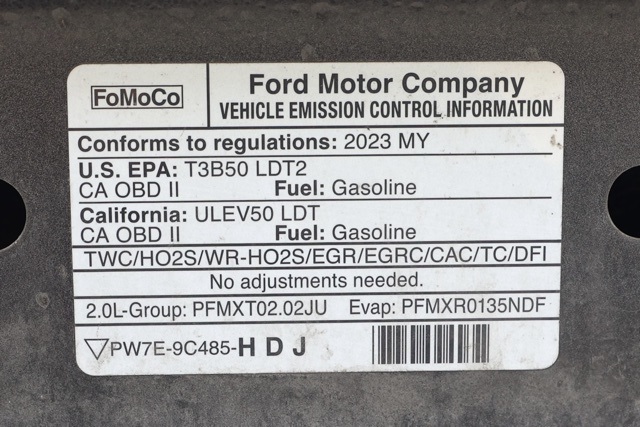 FoMoCo
Ford Motor Company
VEHICLE EMISSION CONTROL INFORMATION
Conforms to regulations: 2023 MY
U.S. EPA: T3B50 LDT2
CA OBD II Fuel: Gasoline
California: ULEV50 LDT
CA OBD II Fuel: Gasoline
TWC/HO2S/WR-HO2S/EGR/EGRC/CAC/TC/DFI
No adjustments needed.
2.0L-Group: PFMXT02.02JU Evap: PFMXR0135NDF
PW7E-9C485-HDJ